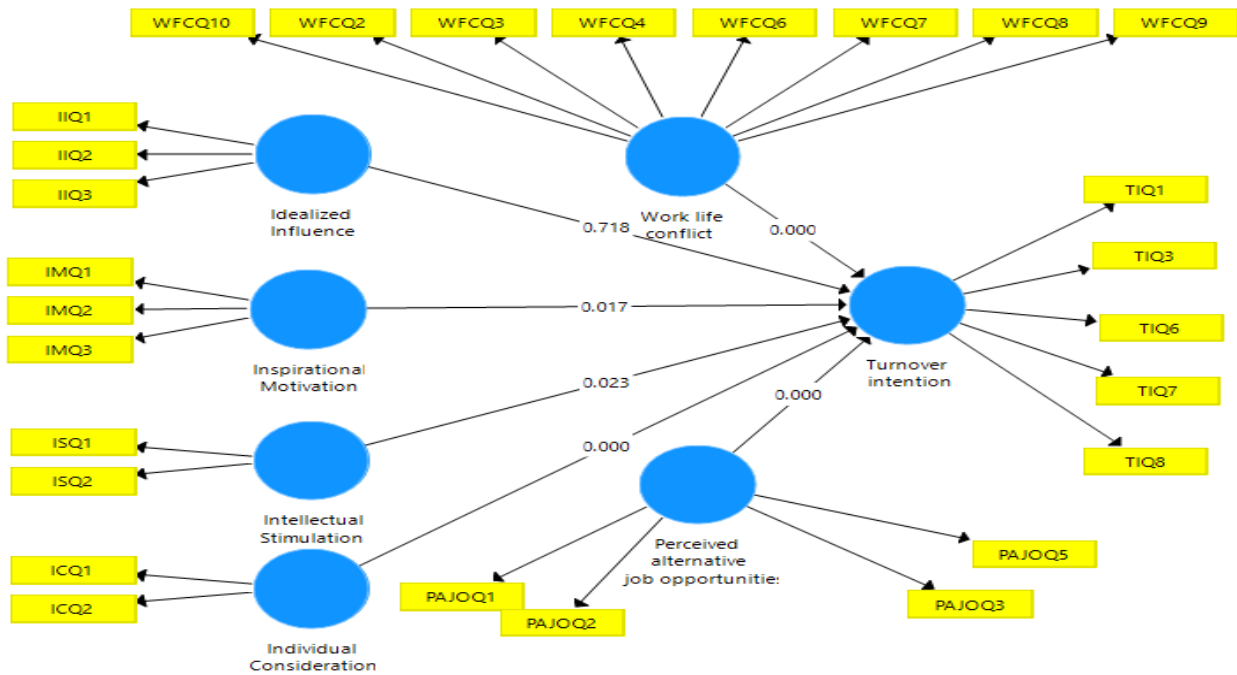 WFCQ10
WFCQ2
WFCQ3
WFCQ4
WFCQ6
WFCQ7
WFCQ8
WFCQ9
IIQ1
IIQ2
IIQ3
Idealized
Influence
Work life
conflict
TIQ1
TIQ3
TIQ6
TIQ7
TIQ8
0.718
0.000
IMQ1
IMQ2
IMQ3
0.017
Inspirational
Motivation
Turnover
intention
0.023
0.000
0.000
ISQ1
ISQ2
Intellectual
Stimulation
Perceived
alternative
job opportunities
ICQ1
ICQ2
Individual
Consideration
PAJOQ1
PAJOQ2
PAJOQ3
PAJOQ5